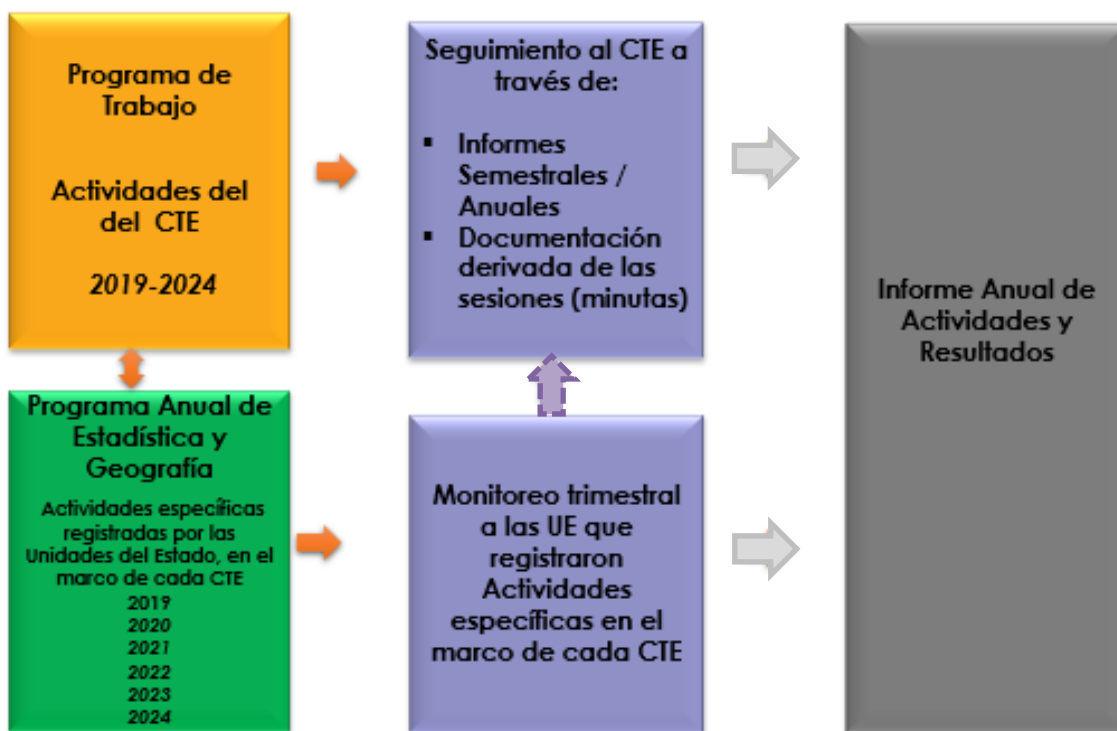 Programa de
Trabajo
Actividades del
del CTE
2019-2024
Programa Anual de
Estadística y
Geografía
Actividades específicas
registradas por las
Unidades del Estado, en el
marco de cada CTE
2019
2020
2021
2022
2023
2024
Seguimiento al CTE a
través de:
▪ Informes
Semestrales /
Anuales
▪ Documentación
derivada de las
sesiones (minutas)
Monitoreo trimestral
a las UE que
registraron
Actividades
específicas en el
marco de cada CTE
Informe Anual de
Actividades y
Resultados